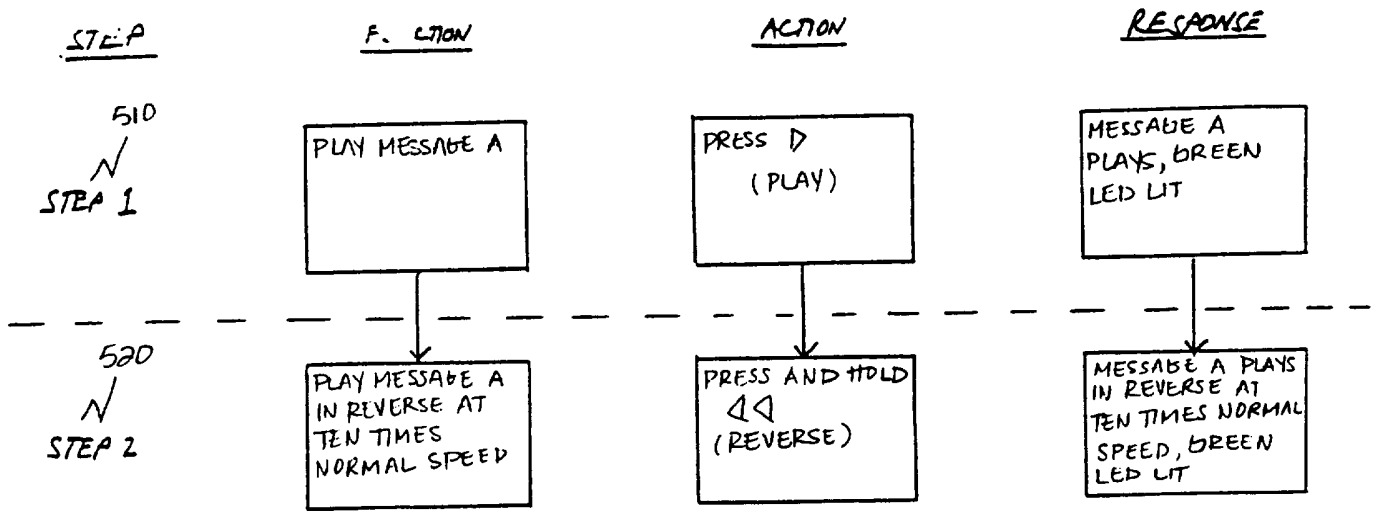 STEP
F. CTION
ACTION
RESPONSE
510
STEP 1
PLAY MESSAGE A
PRESS ▷
(PLAY)
MESSAGE A
PLAYS, GREEN
LED LIT
520
STEP 2
PLAY MESSAGE A
IN REVERSE AT
TEN TIMES
NORMAL SPEED
PRESS AND HOLD
◁◁
(REVERSE)
MESSAGE A PLAYS
IN REVERSE AT
TEN TIMES NORMAL
SPEED, GREEN
LED LIT